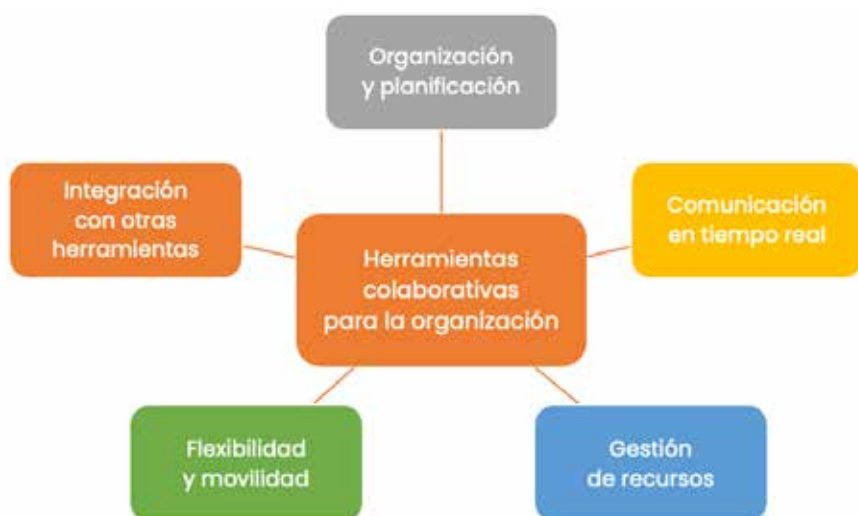 Organización
y planificación
Integración
con otras
herramientas
Comunicación
en tiempo real
Herramientas
colaborativas
para la organización
Flexibilidad
y movilidad
Gestión
de recursos